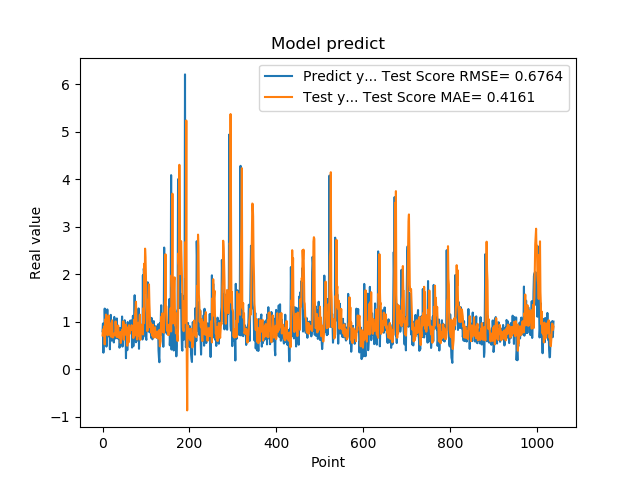 Model predict
Predict y... Test Score RMSE= 0.6764
Test y... Test Score MAE= 0.4161
Real value
6
5
4
3
2
1
0
−1
0 200 400 600 800 1000
Point